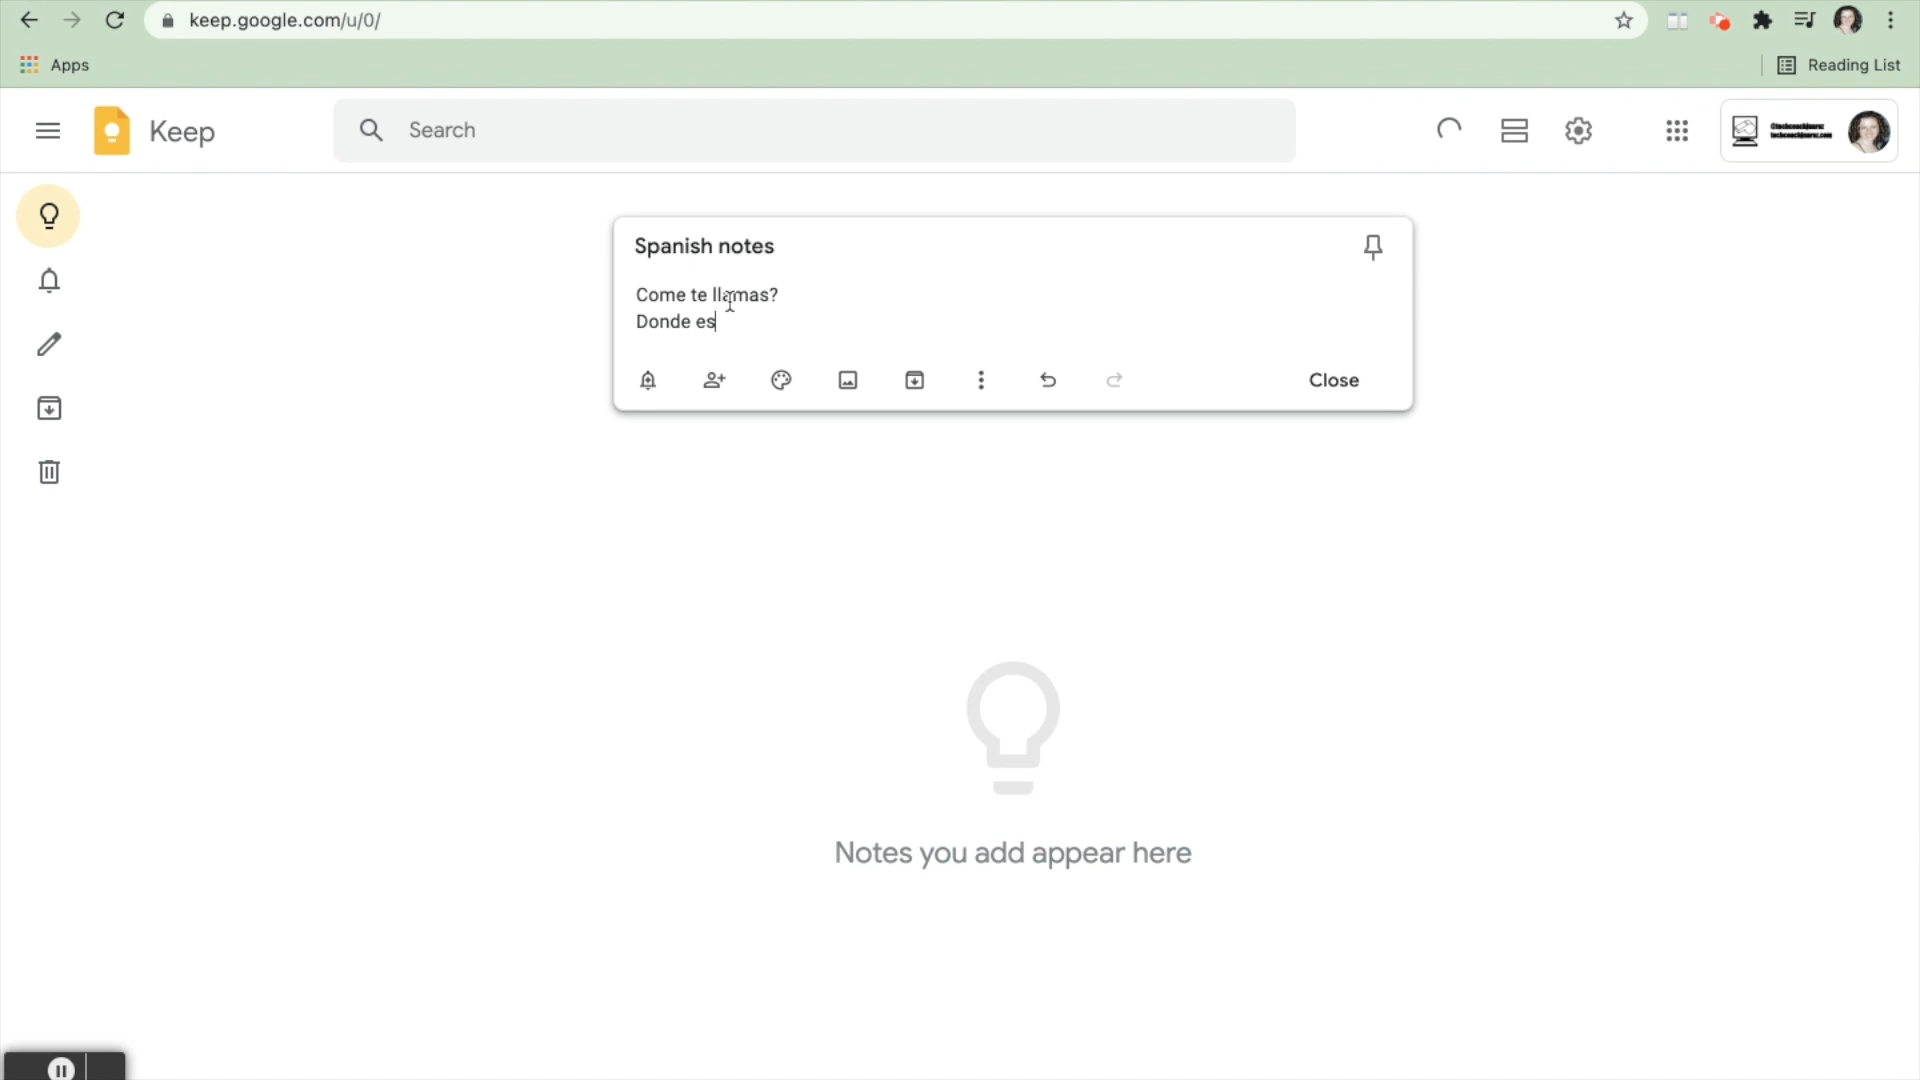 keep.google.com/u/0/
Apps
Reading List
Keep
Search
Spanish notes
Come te llamas?
Donde es
Close
Notes you add appear here